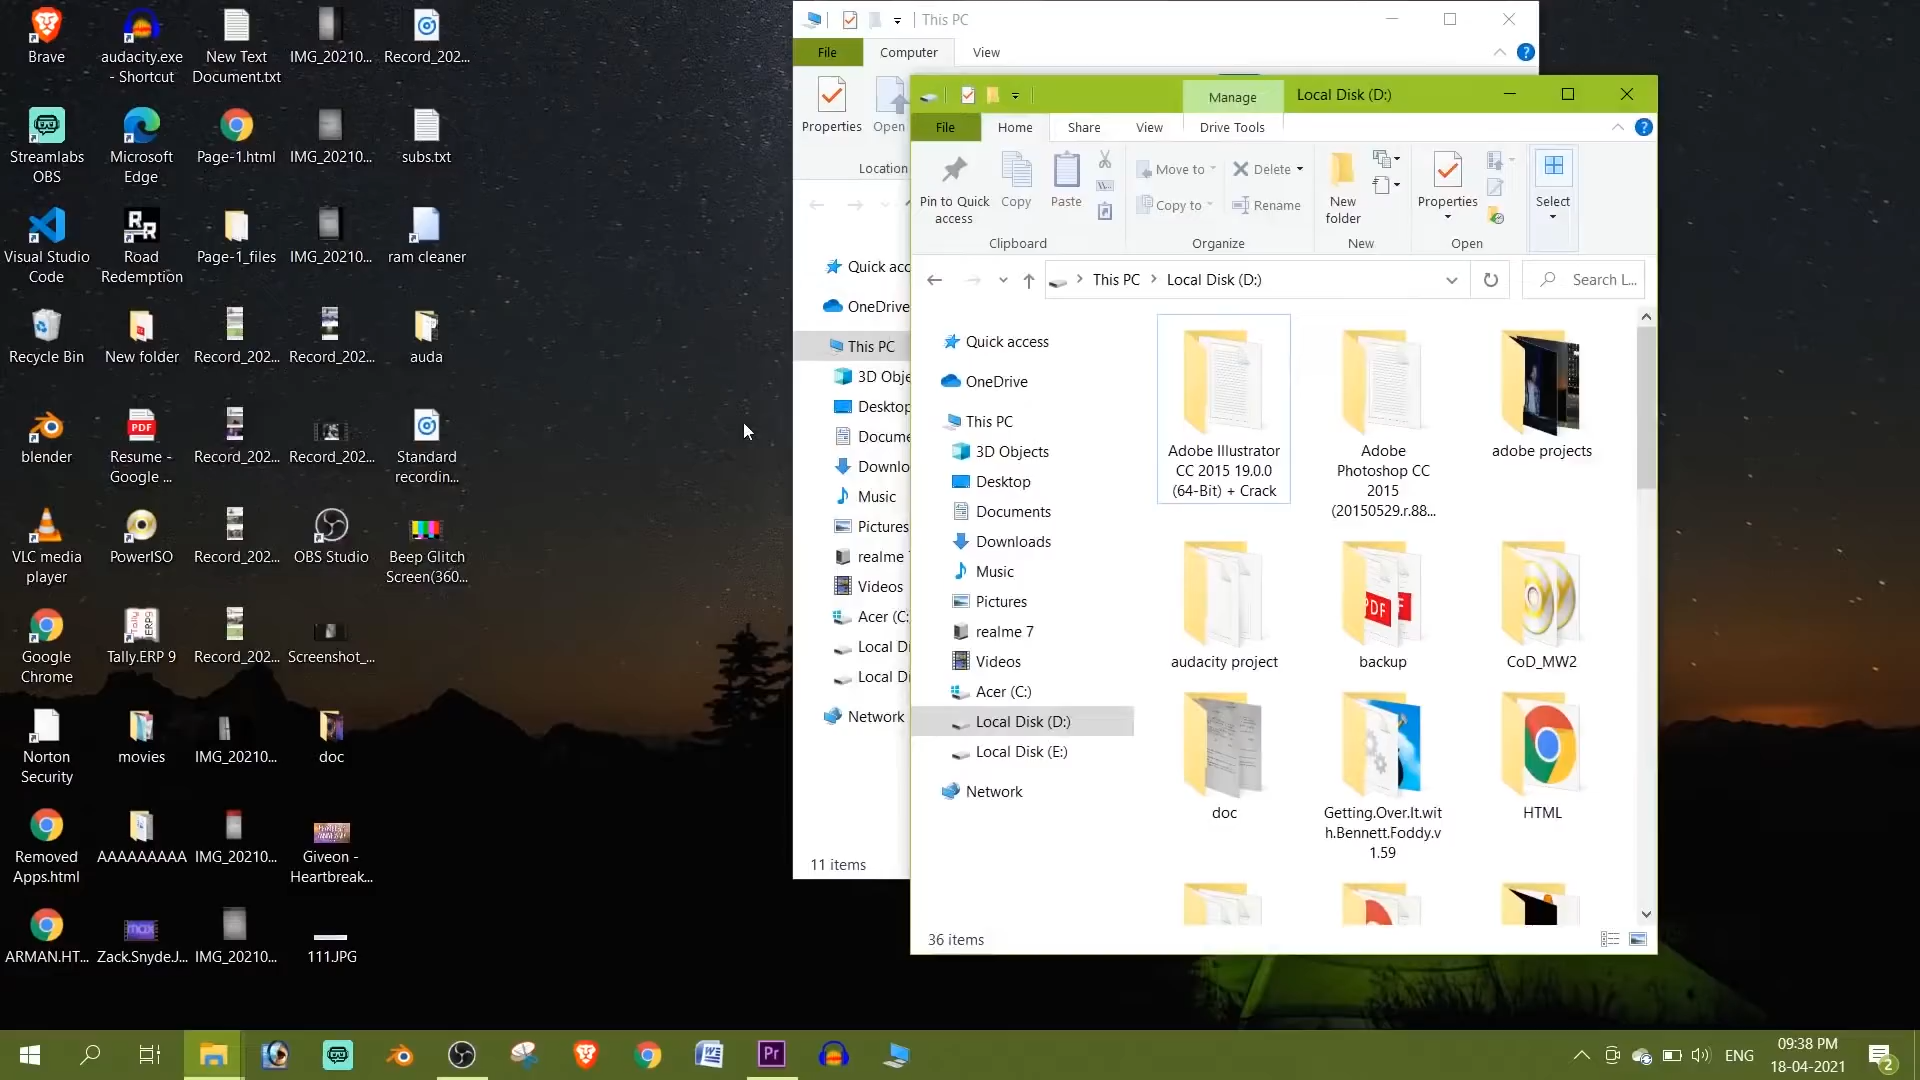 Brave
audacity.exe
- Shortcut
New Text
Document.txt
IMG_20210...
Record_202...
Streamlabs
OBS
Microsoft
Edge
Page-1.html
IMG_20210...
subs.txt
Visual Studio
Code
Road
Redemption
Page-1_files
IMG_20210...
ram cleaner
Recycle Bin
New folder
Record_202...
Record_202...
auda
blender
Resume -
Google ...
Record_202...
Record_202...
Standard
recordin...
VLC media
player
PowerISO
Record_202...
OBS Studio
Beep Glitch
Screen(360...
Google
Chrome
Tally.ERP 9
Record_202...
Screenshot_...
Norton
Security
movies
IMG_20210...
doc
Removed
Apps.html
AAAAAAAAA
IMG_20210...
Giveon -
Heartbreak...
ARMAN.HT...
Zack.Snyde.J...
IMG_20210...
111.JPG
This PC
File
Computer
View
Properties
Open
Location
Quick acc
OneDrive
This PC
3D Obje
Desktop
Docume
Downlo
Music
Pictures
realme 7
Videos
Acer (C:
Local Di
Local Di
Network
11 items
Manage
Local Disk (D:)
File
Home
Share
View
Drive Tools
Pin to Quick
access
Copy
Paste
Clipboard
Move to
Delete
Copy to
Rename
Organize
New
folder
New
Properties
Open
Select
This PC
Local Disk (D:)
Search L...
Quick access
OneDrive
This PC
3D Objects
Desktop
Documents
Downloads
Music
Pictures
realme 7
Videos
Acer (C:)
Local Disk (D:)
Local Disk (E:)
Network
Adobe Illustrator
CC 2015 19.0.0
(64-Bit) + Crack
Adobe
Photoshop CC
2015
(20150529.r.88...
adobe projects
audacity project
backup
CoD_MW2
doc
Getting.Over.It.wit
h.Bennett.Foddy.v
1.59
HTML
36 items
ENG
09:38 PM
18-04-2021
2